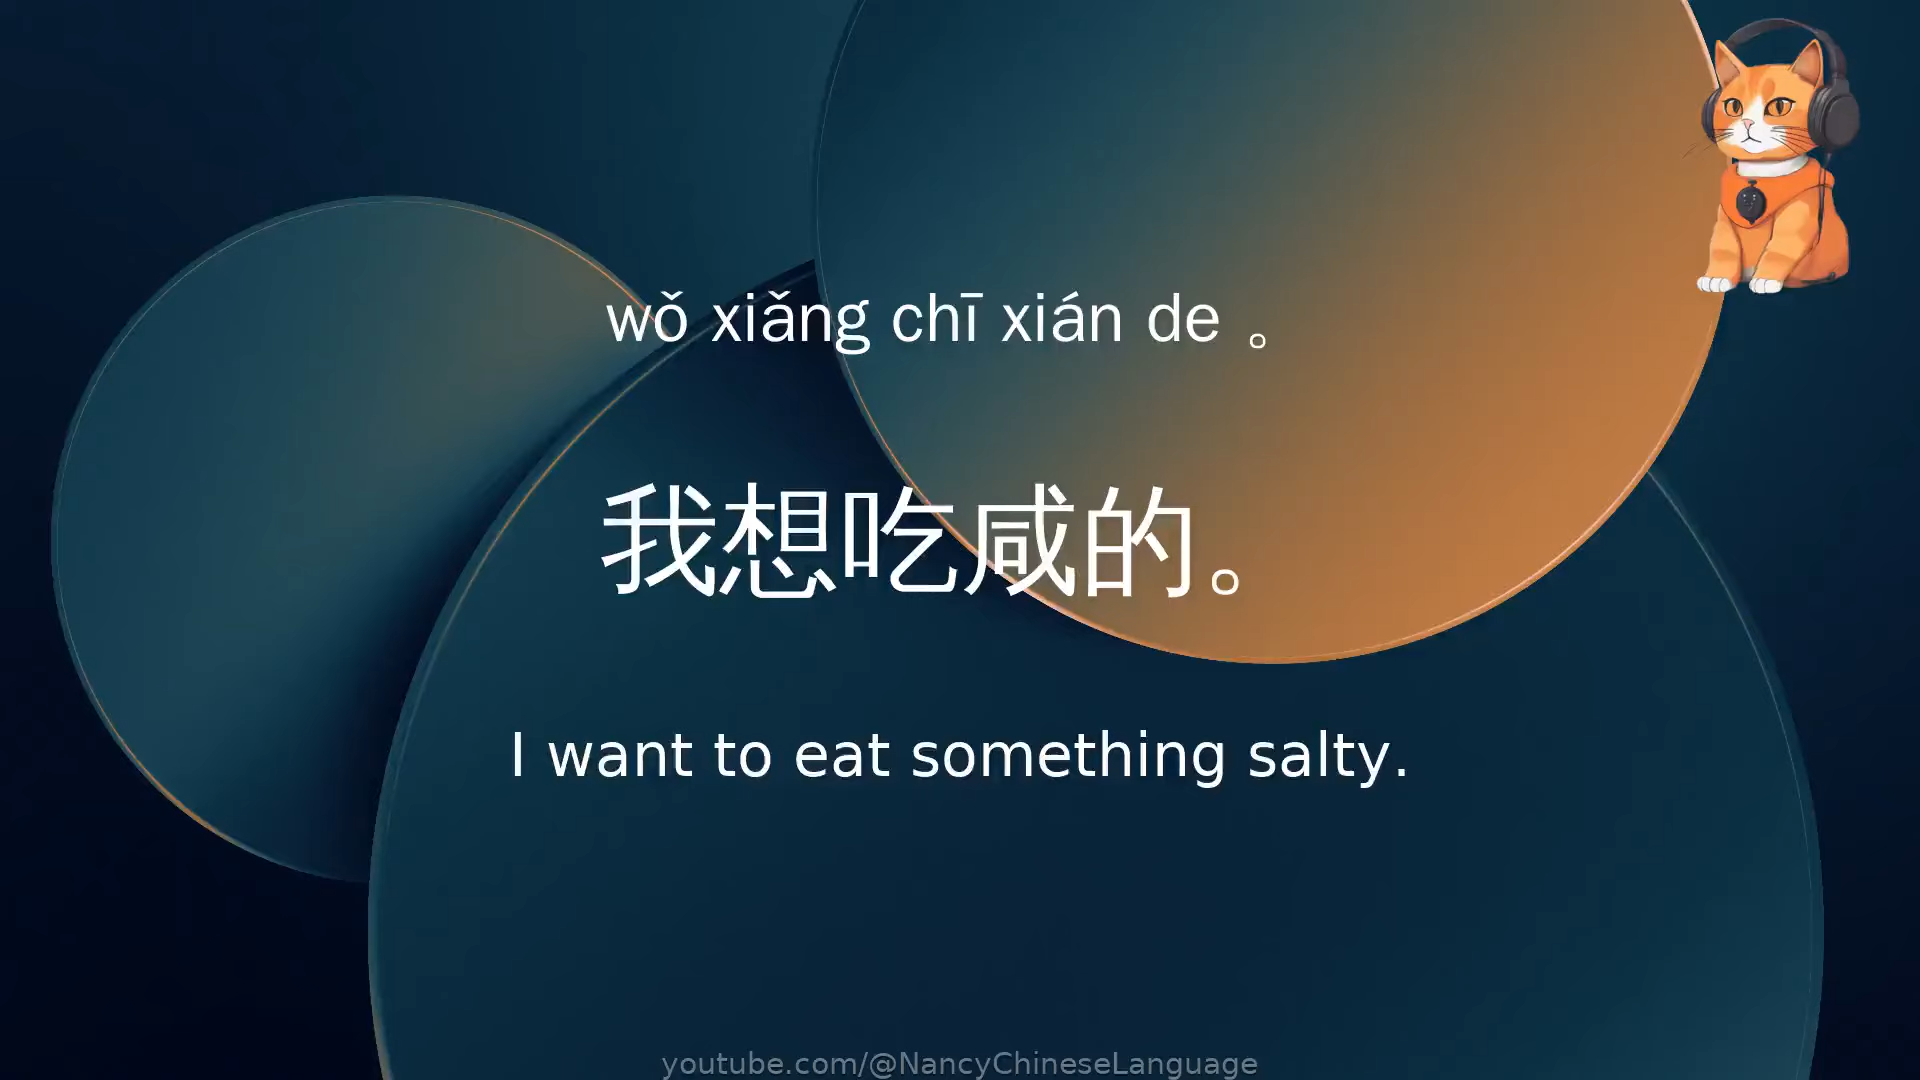 wǒ xiǎng chī xián de 。
我想吃咸的。
I want to eat something salty.
youtube.com/@NancyChineseLanguage